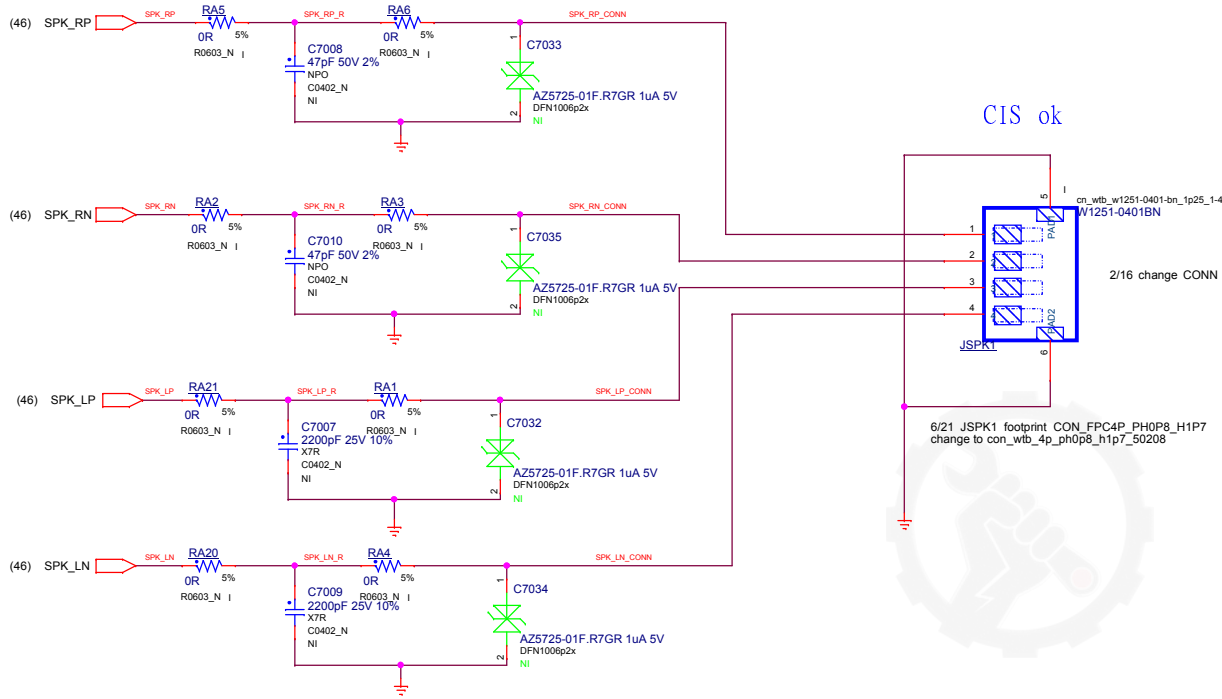 (46) SPK_RP
SPK_RP
RA5
0R
5%
R0603_N I
SPK_RP_R
RA6
0R
5%
R0603_N I
SPK_RP_CONN
C7008
47pF 50V 2%
NPO
C0402_N
NI
1
C7033
AZ5725-01F.R7GR 1uA 5V
DFN1006p2x
2
NI
CIS ok
(46) SPK_RN
SPK_RN
RA2
0R
5%
R0603_N I
SPK_RN_R
RA3
0R
5%
R0603_N I
SPK_RN_CONN
C7010
47pF 50V 2%
NPO
C0402_N
NI
1
C7035
AZ5725-01F.R7GR 1uA 5V
DFN1006p2x
2
NI
I
cn_wtb_w1251-0401-bn_1p25_1-4
W1251-0401BN
5
PAD1
1
2
3
4
PAD2
6
JSPK1
2/16 change CONN
(46) SPK_LP
SPK_LP
RA21
0R
5%
R0603_N I
SPK_LP_R
RA1
0R
5%
R0603_N I
SPK_LP_CONN
C7007
2200pF 25V 10%
X7R
C0402_N
NI
1
C7032
AZ5725-01F.R7GR 1uA 5V
DFN1006p2x
2
NI
6/21 JSPK1 footprint CON_FPC4P_PH0P8_H1P7
change to con_wtb_4p_ph0p8_h1p7_50208
(46) SPK_LN
SPK_LN
RA20
0R
5%
R0603_N I
SPK_LN_R
RA4
0R
5%
R0603_N I
SPK_LN_CONN
C7009
2200pF 25V 10%
X7R
C0402_N
NI
1
C7034
AZ5725-01F.R7GR 1uA 5V
DFN1006p2x
2
NI